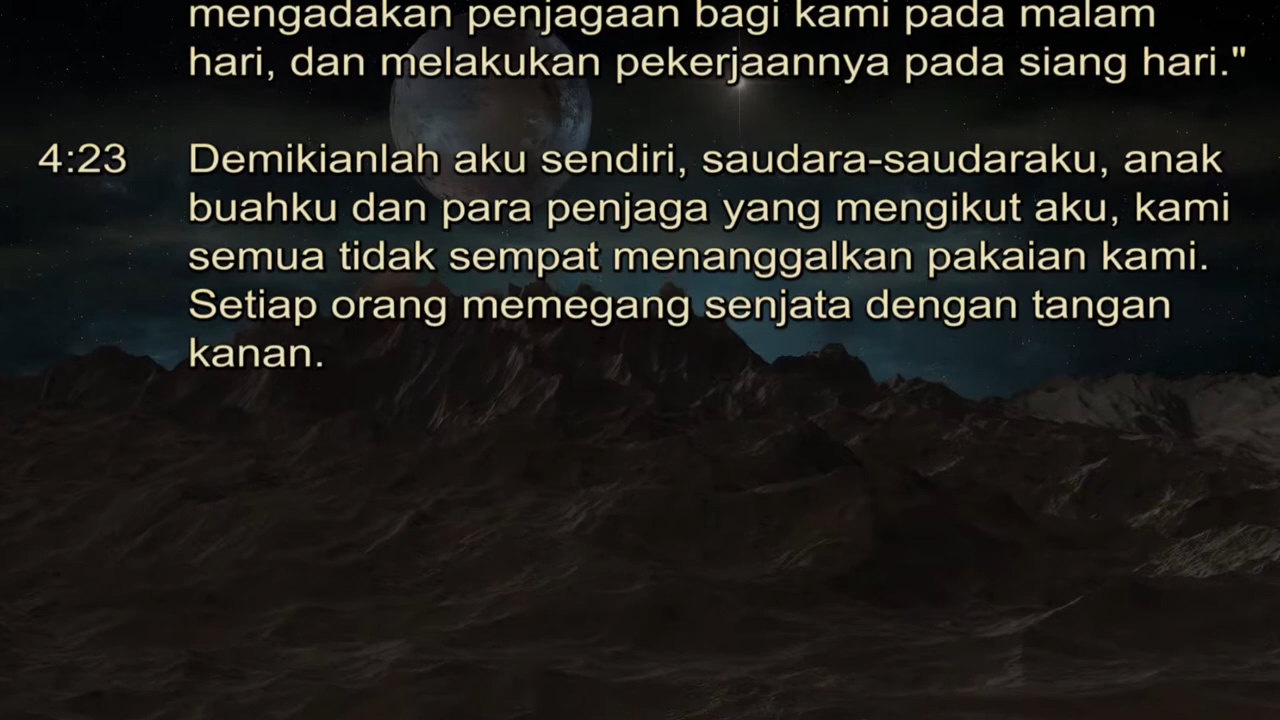 mengadakan penjagaan bagi kami pada malam
hari, dan melakukan pekerjaannya pada siang hari."
4:23 Demikianlah aku sendiri, saudara-saudaraku, anak
buahku dan para penjaga yang mengikut aku, kami
semua tidak sempat menanggalkan pakaian kami.
Setiap orang memegang senjata dengan tangan
kanan.